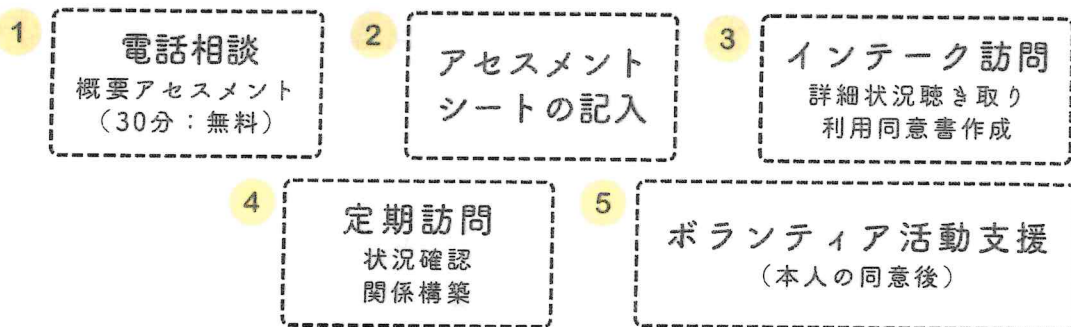 1
電話相談
概要アセスメント
（30分：無料）
2
アセスメント
シートの記入
3
インテーク訪問
詳細状況聴き取り
利用同意書作成
4
定期訪問
状況確認
関係構築
5
ボランティア活動支援
（本人の同意後）